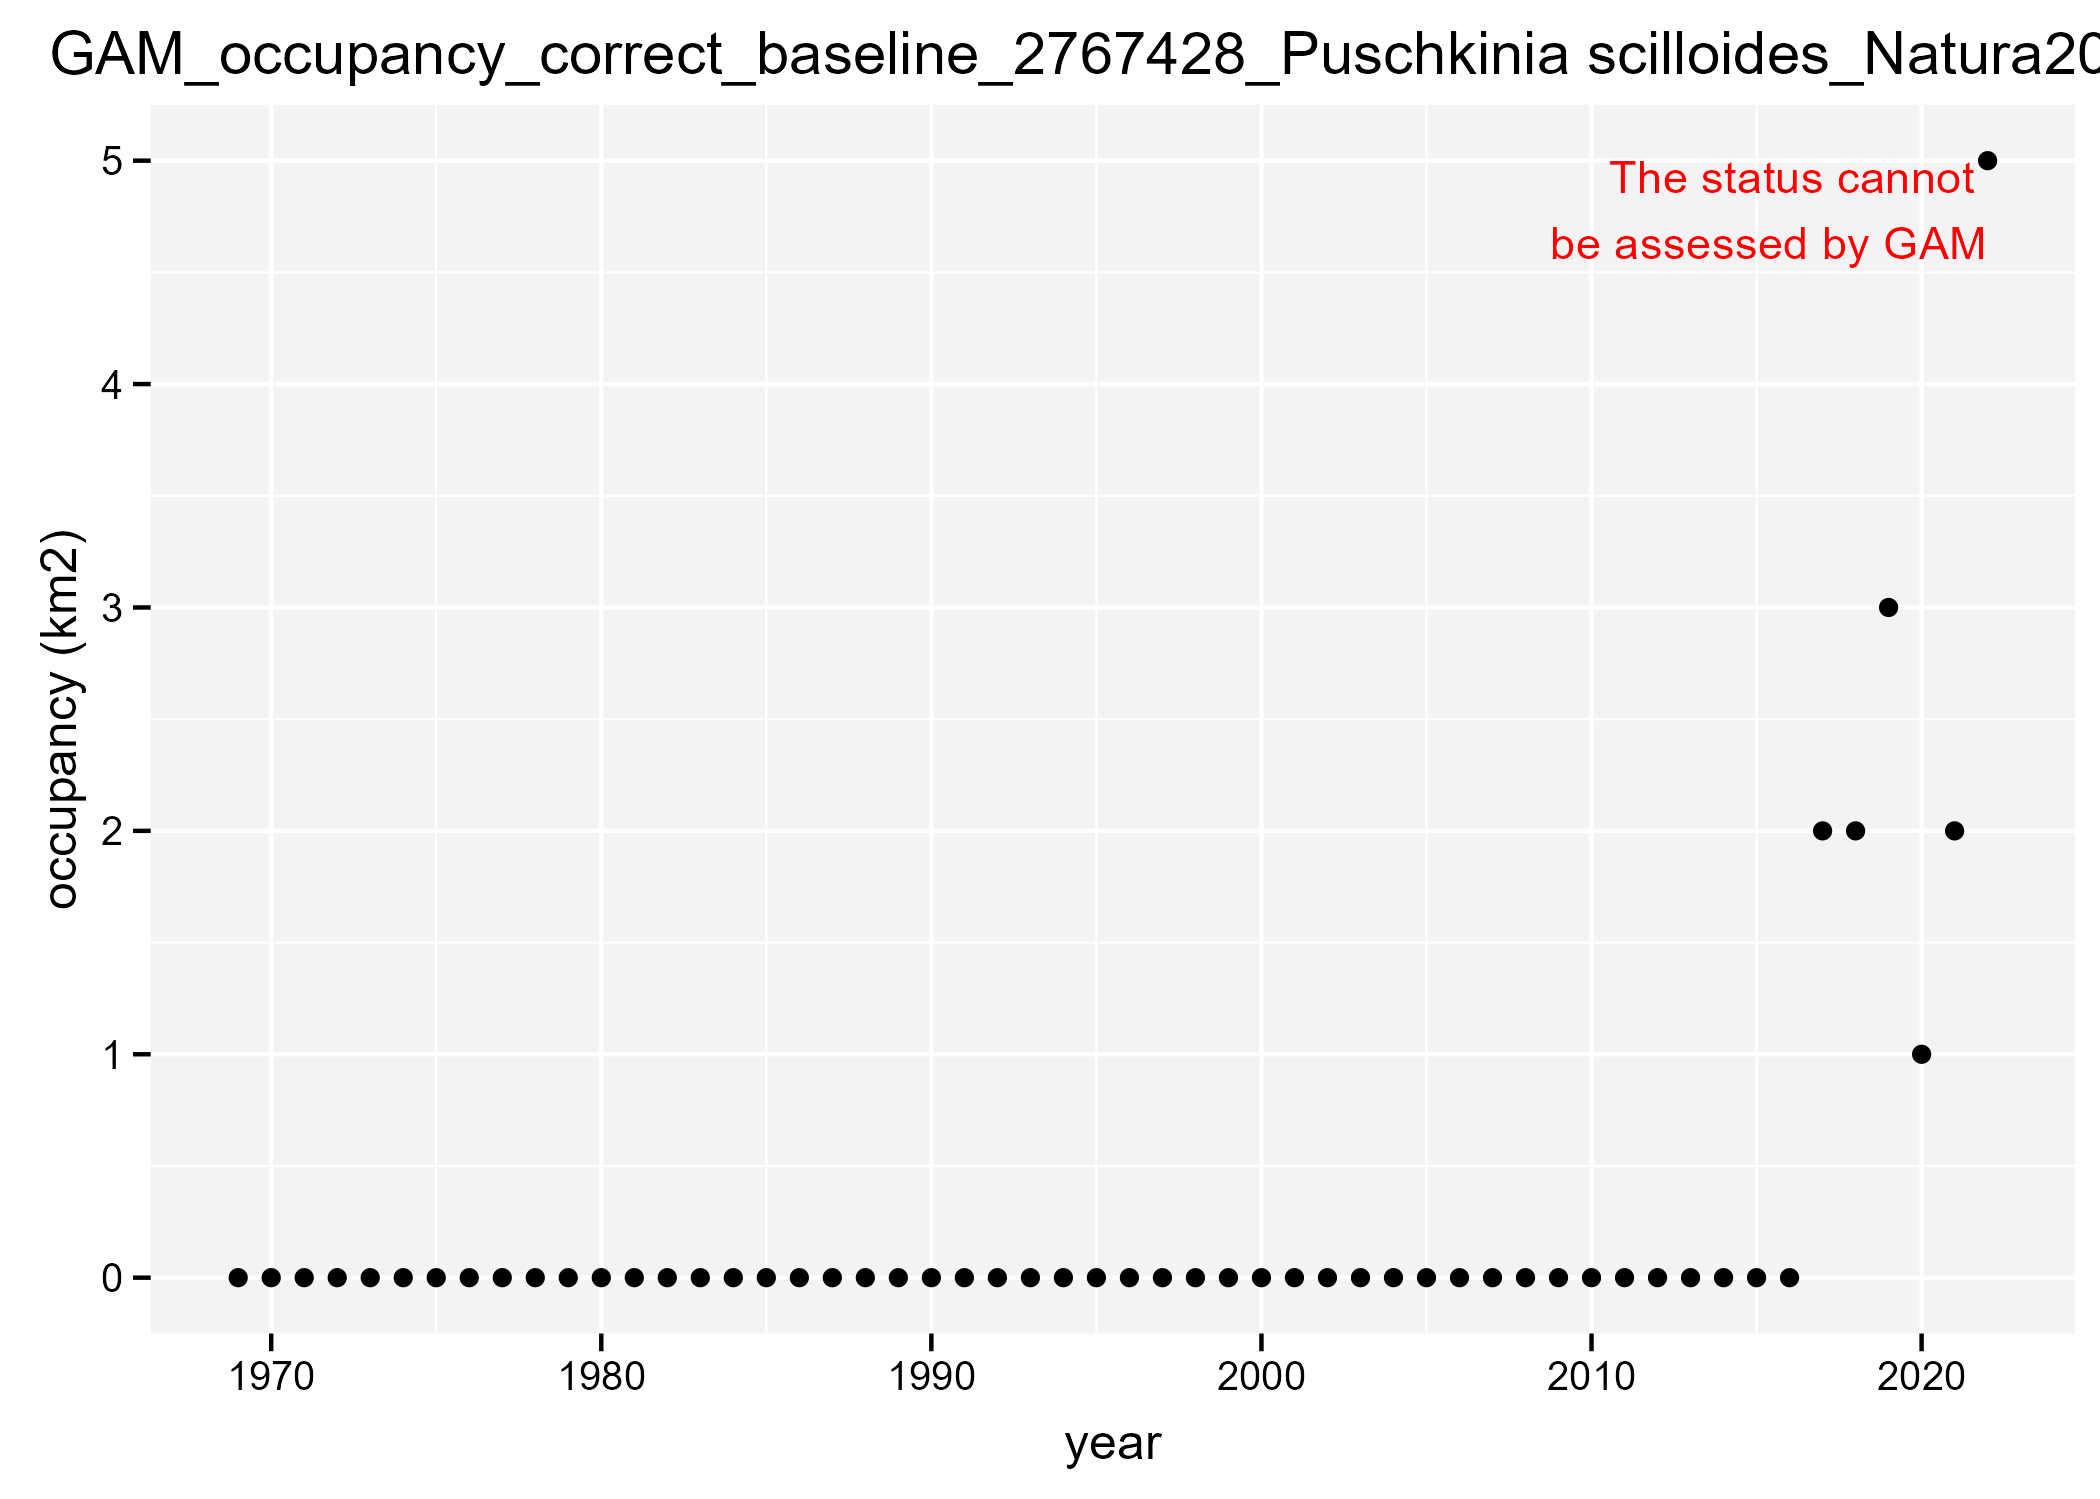 GAM_occupancy_correct_baseline_2767428_Puschkinia scilloides_Natura20
5
The status cannot
be assessed by GAM
4
3
2
1
0
occupancy (km2)
1970 1980 1990 2000 2010 2020
year